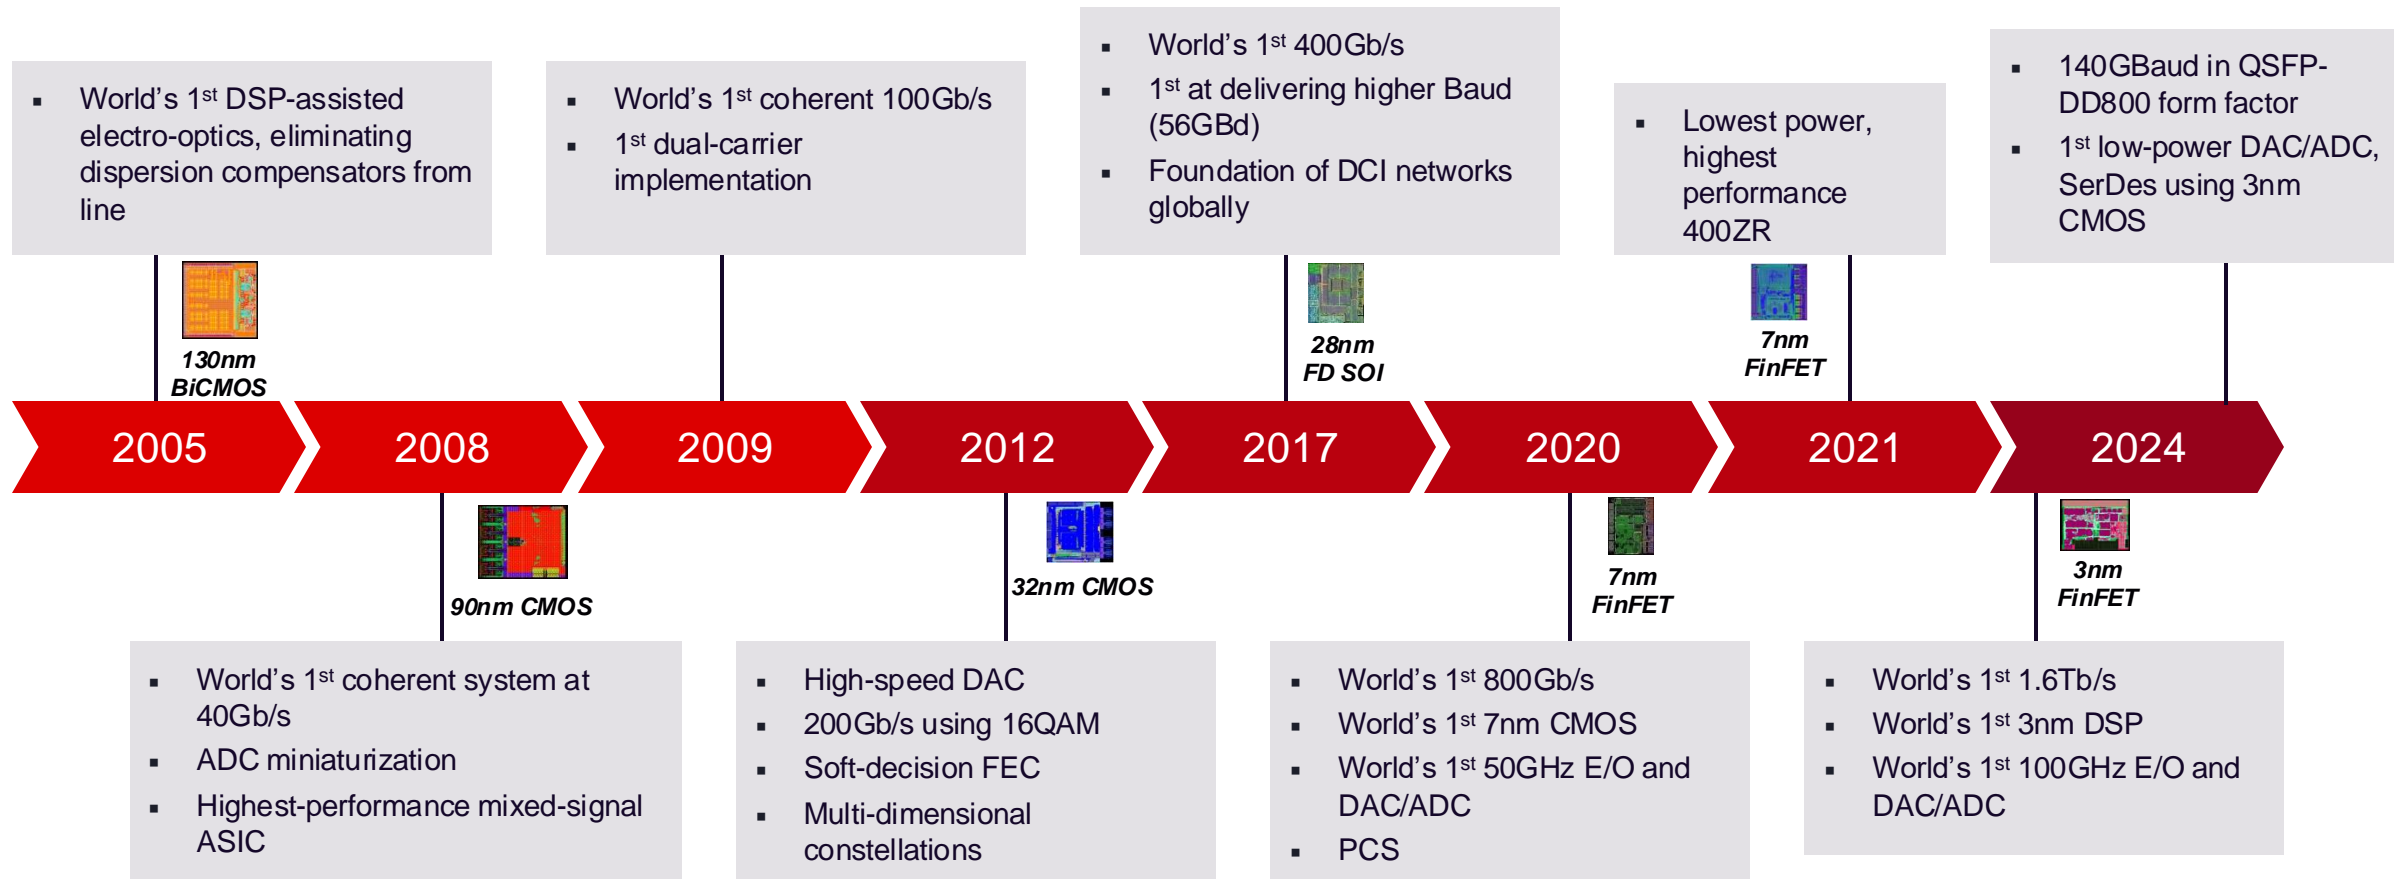 World's 1st DSP-assisted
electro-optics, eliminating
dispersion compensators from
line
World's 1st coherent 100Gb/s
1st dual-carrier
implementation
World's 1st 400Gb/s
1st at delivering higher Baud
(56GBd)
Foundation of DCI networks
globally
Lowest power,
highest
performance
400ZR
140GBaud in QSFP-
DD800 form factor
1st low-power DAC/ADC,
SerDes using 3nm
CMOS
130nm
BiCMOS
28nm
FD SOI
7nm
FinFET
2005
2008
2009
2012
2017
2020
2021
2024
90nm CMOS
32nm CMOS
7nm
FinFET
3nm
FinFET
World's 1st coherent system at
40Gb/s
ADC miniaturization
Highest-performance mixed-signal
ASIC
High-speed DAC
200Gb/s using 16QAM
Soft-decision FEC
Multi-dimensional
constellations
World's 1st 800Gb/s
World's 1st 7nm CMOS
World's 1st 50GHz E/O and
DAC/ADC
PCS
World's 1st 1.6Tb/s
World's 1st 3nm DSP
World's 1st 100GHz E/O and
DAC/ADC